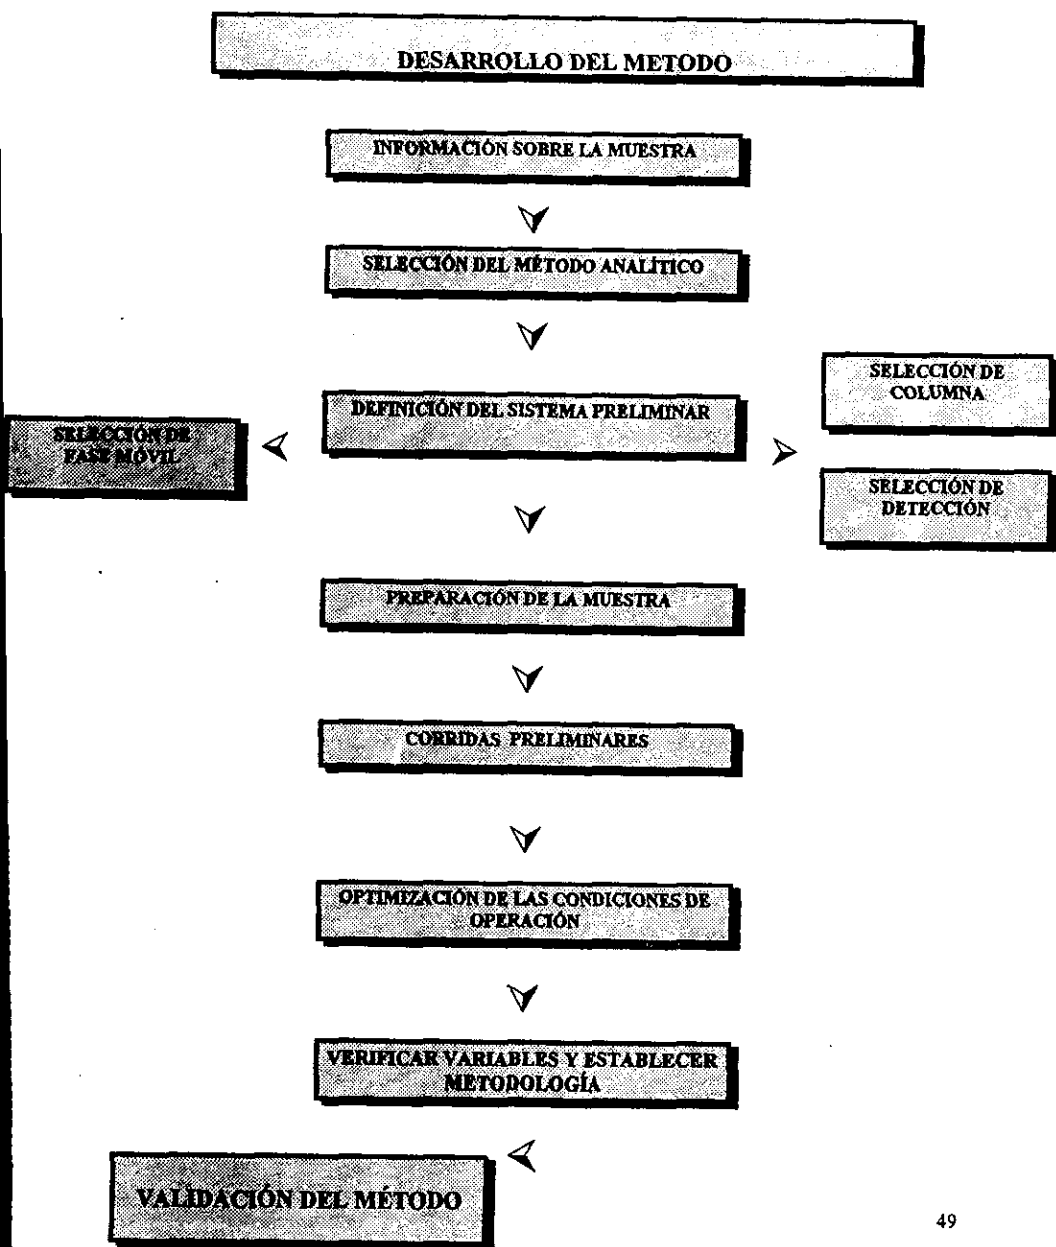 DESARROLLO DEL METODO
INFORMACIÓN SOBRE LA MUESTRA
SELECCIÓN DEL MÉTODO ANALÍTICO
DEFINICIÓN DEL SISTEMA PRELIMINAR
SELECCIÓN DE
FASE MÓVIL
SELECCIÓN DE
COLUMNA
SELECCIÓN DE
DETECCIÓN
PREPARACIÓN DE LA MUESTRA
CORRIDAS PRELIMINARES
OPTIMIZACIÓN DE LAS CONDICIONES DE
OPERACIÓN
VERIFICAR VARIABLES Y ESTABLECER
METODOLOGÍA
VALIDACIÓN DEL MÉTODO
49